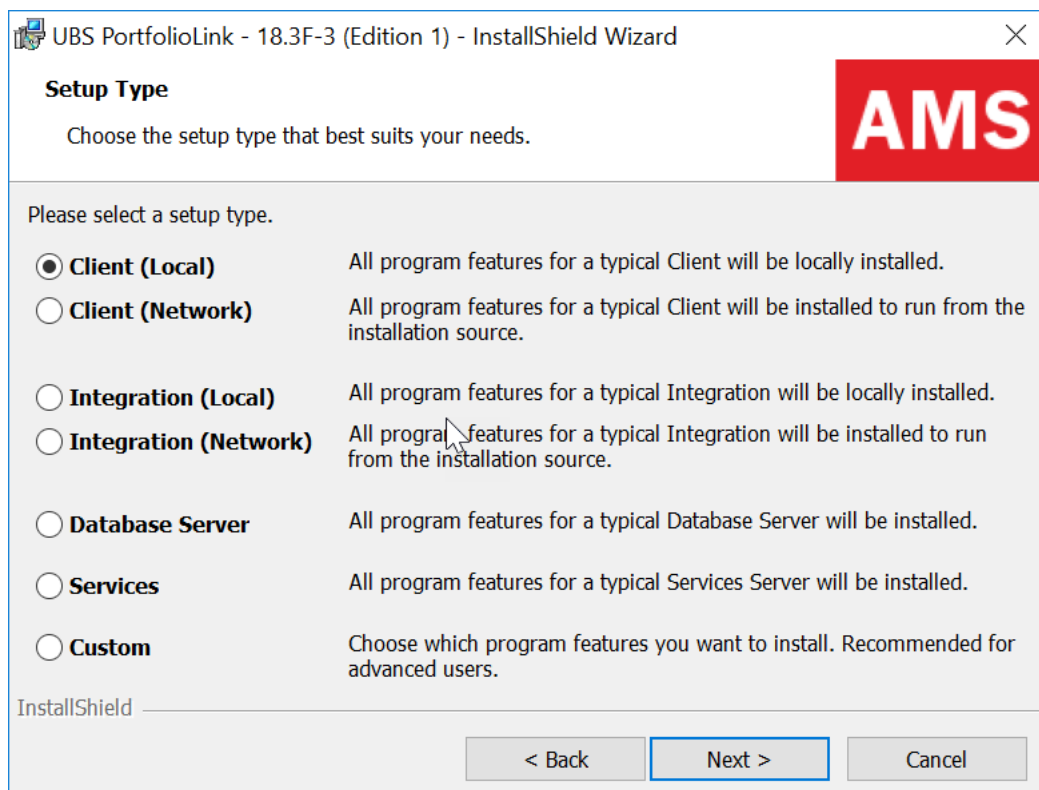 UBS PortfolioLink - 18.3F-3 (Edition 1) - InstallShield Wizard
Setup Type
Choose the setup type that best suits your needs.
AMS
Please select a setup type.
Client (Local)
All program features for a typical Client will be locally installed.
Client (Network)
All program features for a typical Client will be installed to run from the
installation source.
Integration (Local)
All program features for a typical Integration will be locally installed.
Integration (Network)
All program features for a typical Integration will be installed to run
from the installation source.
Database Server
All program features for a typical Database Server will be installed.
Services
All program features for a typical Services Server will be installed.
Custom
Choose which program features you want to install. Recommended for
advanced users.
InstallShield
< Back
Next >
Cancel